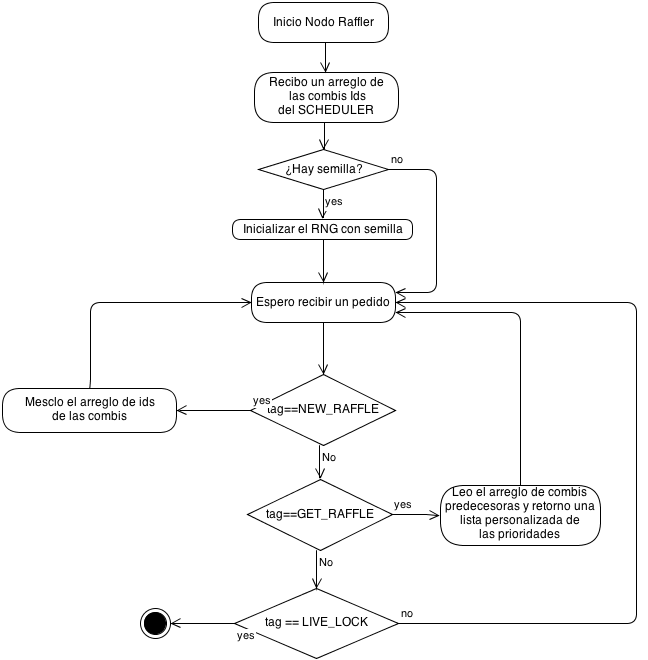 Inicio Nodo Raffler
Recibo un arreglo de
las combis Ids
del SCHEDULER
¿Hay semilla?
no
yes
Inicializar el RNG con semilla
Espero recibir un pedido
yes
tag==NEW_RAFFLE
Mesclo el arreglo de ids
de las combis
No
tag==GET_RAFFLE
yes
Leo el arreglo de combis
predecesoras y retorno una
lista personalizada de
las prioridades
No
tag == LIVE_LOCK
no
yes